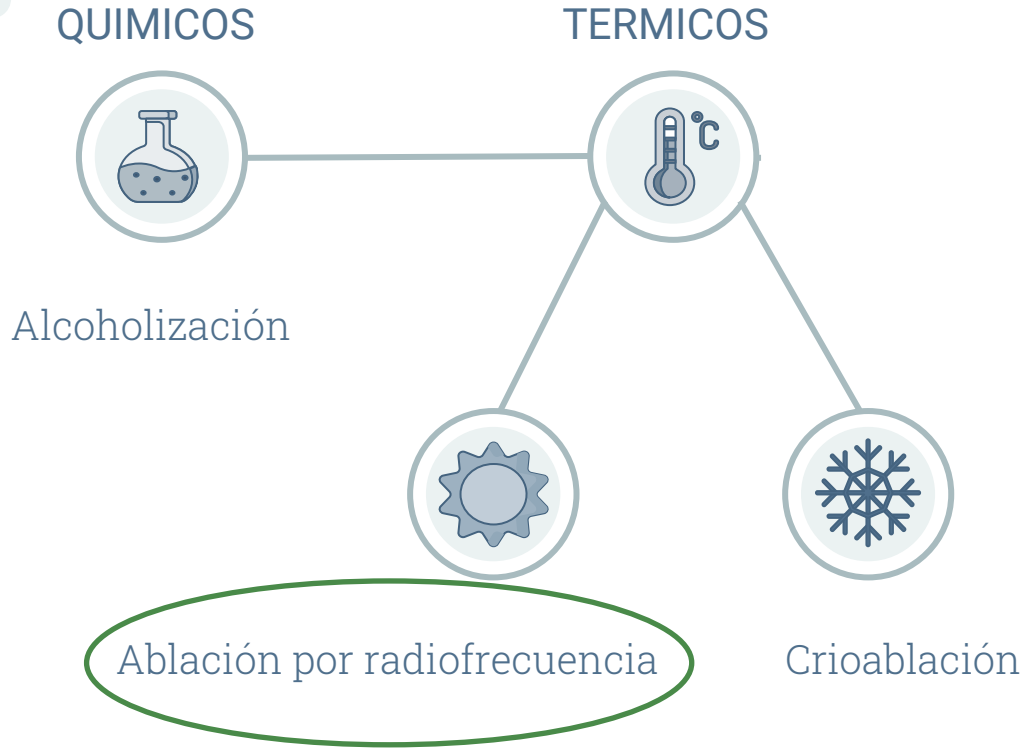 QUIMICOS
TERMICOS
°C
Alcoholización
Ablación por radiofrecuencia
Crioablación